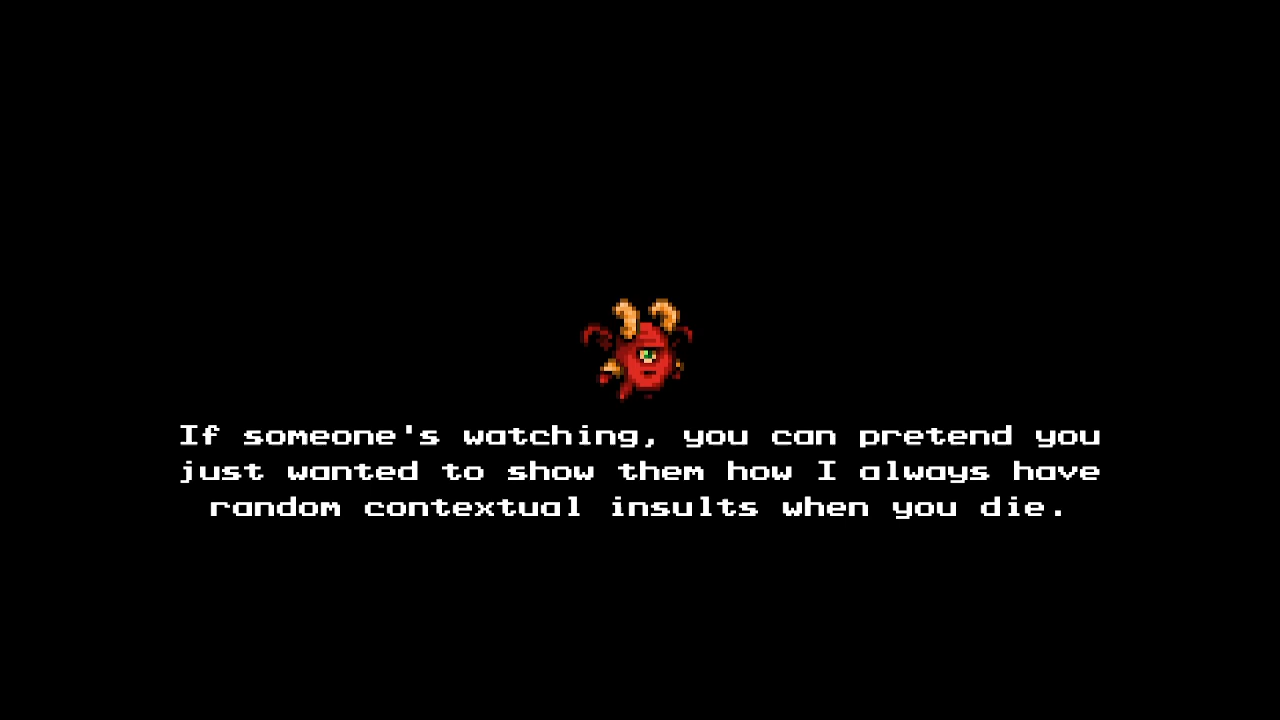 If someone's watching, you can pretend you
just wanted to show them how I always have
random contextual insults when you die.